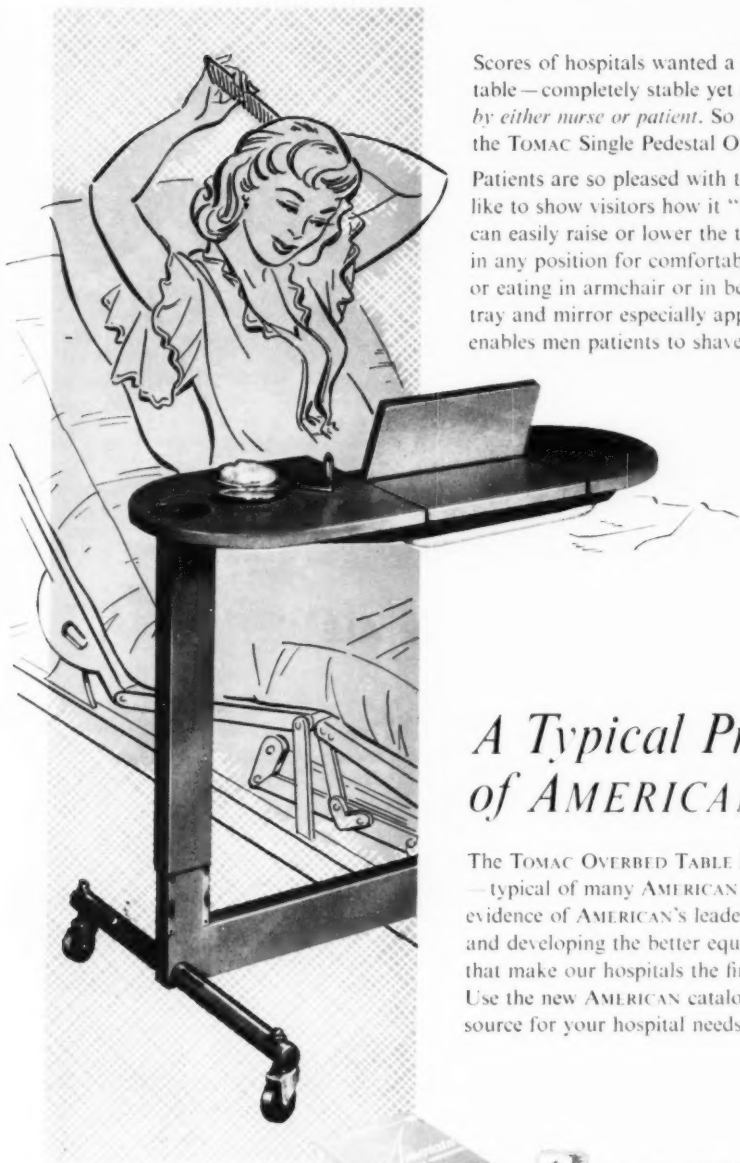 Scores of hospitals wanted a
table—completely stable yet
by either nurse or patient. So
the TOMAC Single Pedestal O
Patients are so pleased with t
like to show visitors how it "
can easily raise or lower the t
in any position for comfortab
or eating in armchair or in be
tray and mirror especially app
enables men patients to shave
A Typical Pr
of AMERICA
The TOMAC OVERBED TABLE
—typical of many AMERICAN
evidence of AMERICAN's leade
and developing the better equ
that make our hospitals the fi
Use the new AMERICAN catalo
source for your hospital needs